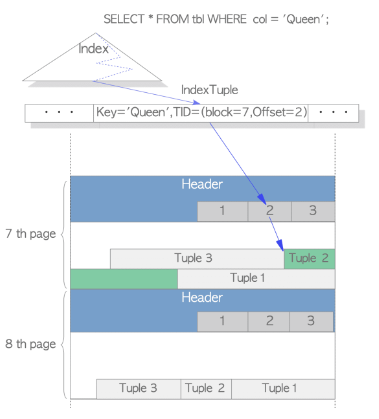 SELECT * FROM tbl WHERE col = 'Queen';
Index
IndexTuple
· · · Key='Queen',TID=(block=7,Offset=2) · · ·
Header
1 2 3
7 th page
Tuple 3 Tuple 2
Tuple 1
Header
1 2 3
8 th page
Tuple 3 Tuple 2 Tuple 1